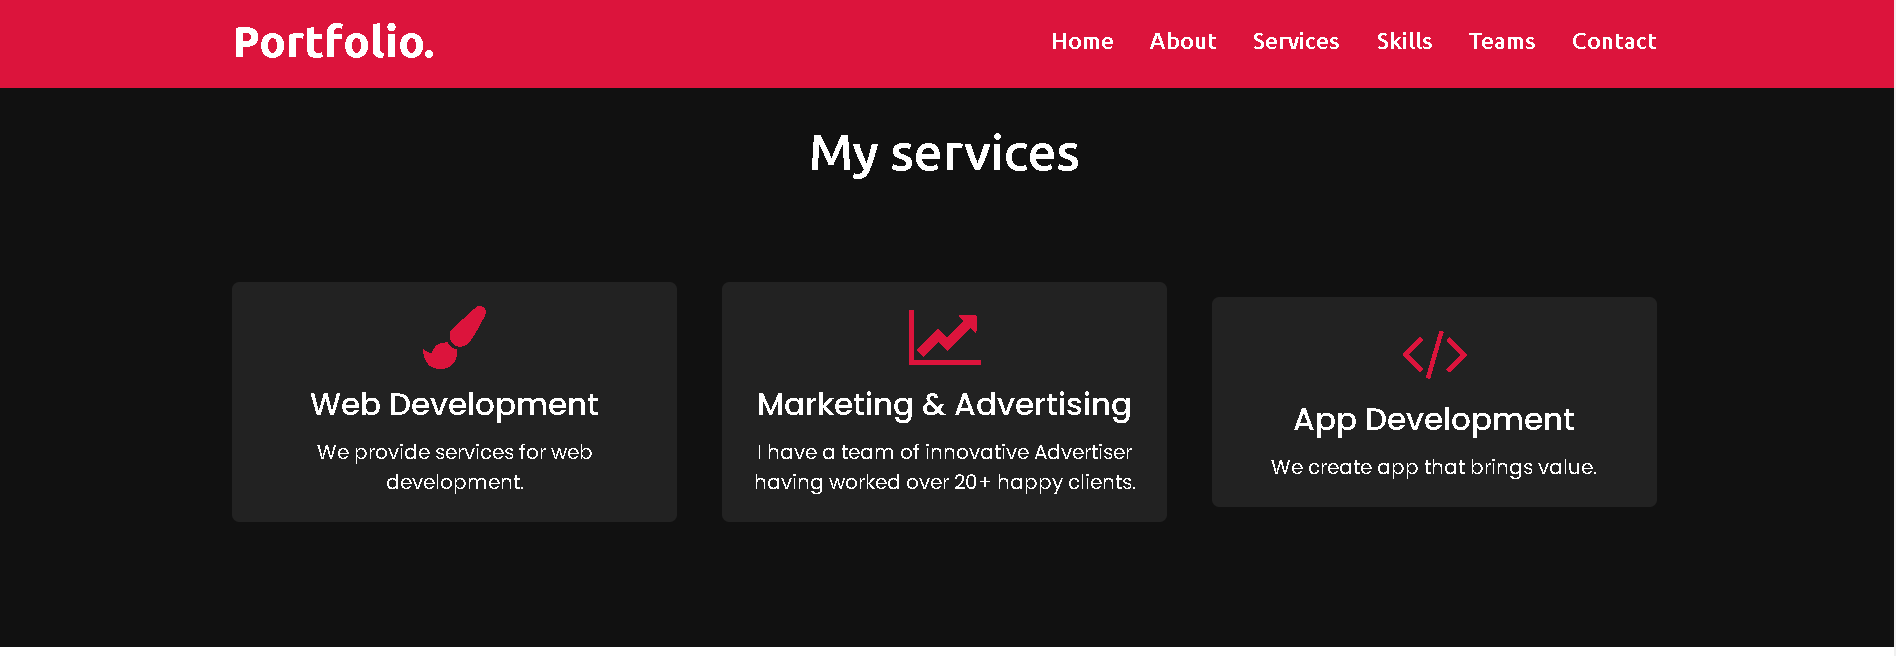 Portfolio.
Home About Services Skills Teams Contact
My services
Web Development
We provide services for web
development.
Marketing & Advertising
I have a team of innovative Advertiser
having worked over 20+ happy clients.
App Development
We create app that brings value.